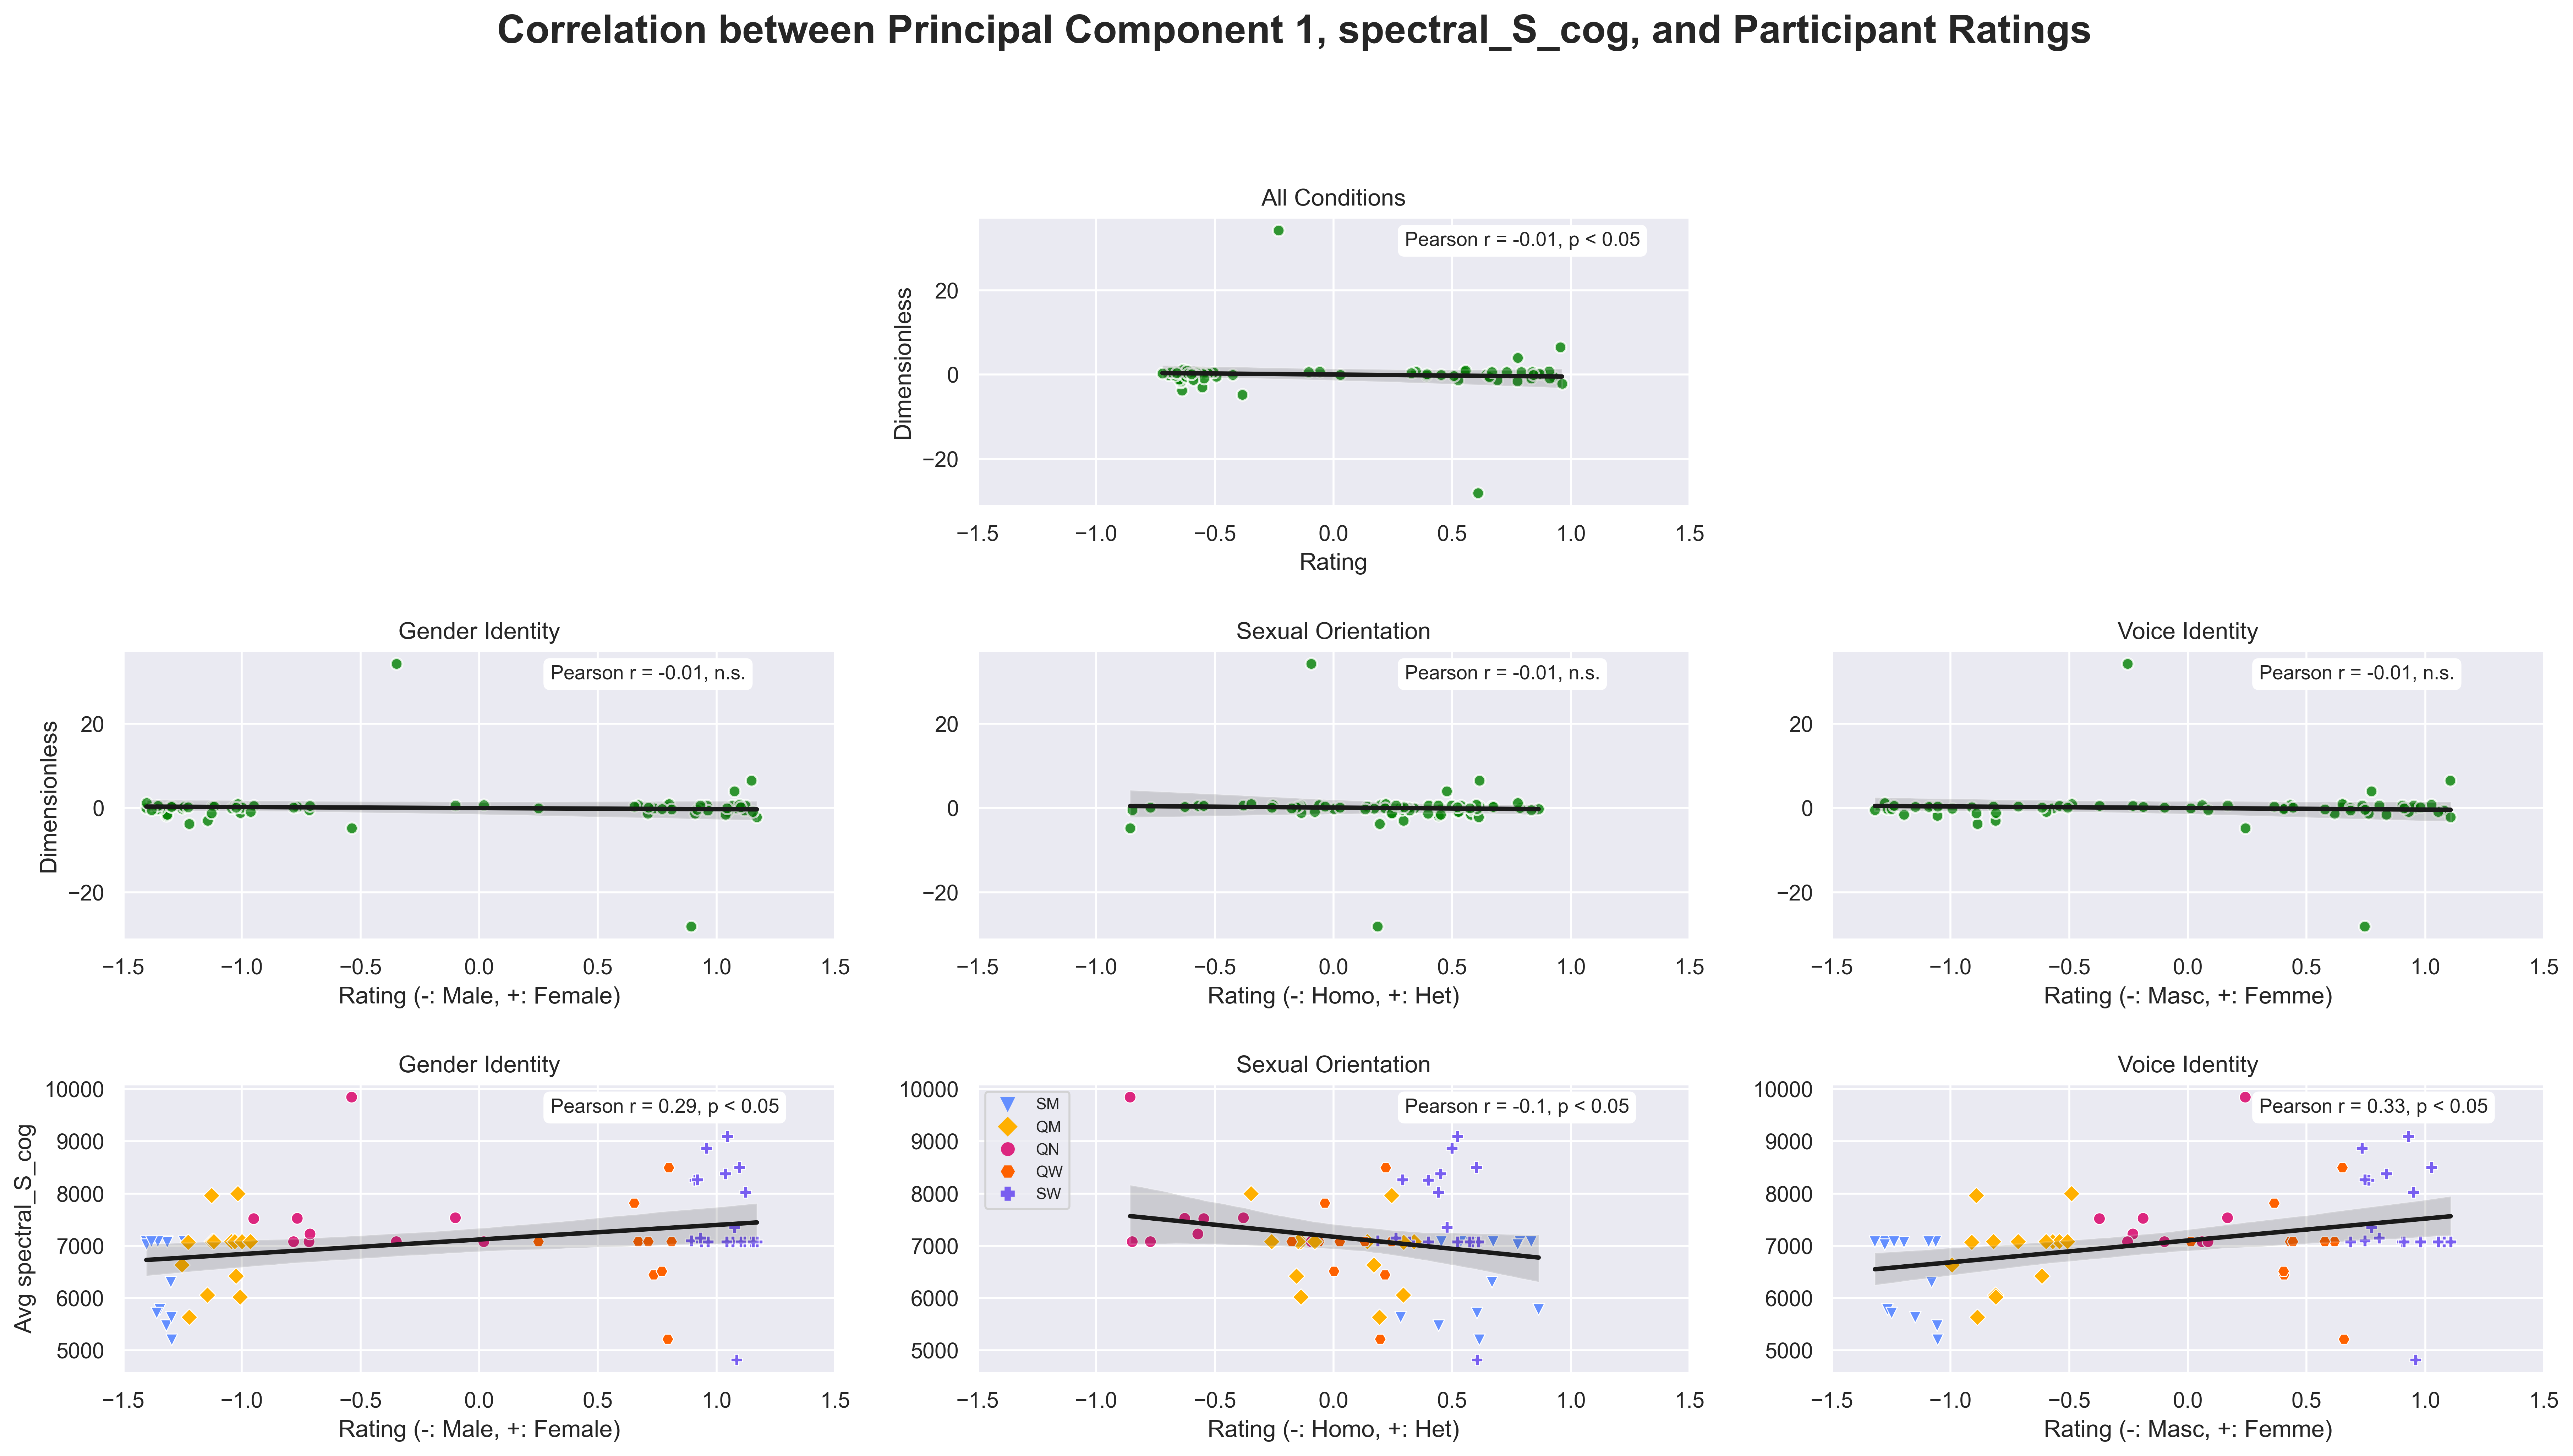 Correlation between Principal Component 1, spectral_S_cog, and Participant Ratings
All Conditions
Pearson r = -0.01, p < 0.05
Dimensionless
20
0
−20
−1.5 −1.0 −0.5 0.0 0.5 1.0 1.5
Rating
Gender Identity
Pearson r = -0.01, n.s.
Dimensionless
20
0
−20
−1.5 −1.0 −0.5 0.0 0.5 1.0 1.5
Rating (-: Male, +: Female)
Sexual Orientation
Pearson r = -0.01, n.s.
20
0
−20
−1.5 −1.0 −0.5 0.0 0.5 1.0 1.5
Rating (-: Homo, +: Het)
Voice Identity
Pearson r = -0.01, n.s.
20
0
−20
−1.5 −1.0 −0.5 0.0 0.5 1.0 1.5
Rating (-: Masc, +: Femme)
Gender Identity
Pearson r = 0.29, p < 0.05
Avg spectral_S_cog
10000
9000
8000
7000
6000
5000
−1.5 −1.0 −0.5 0.0 0.5 1.0 1.5
Rating (-: Male, +: Female)
Sexual Orientation
Pearson r = -0.1, p < 0.05
SM
QM
QN
QW
SW
10000
9000
8000
7000
6000
5000
−1.5 −1.0 −0.5 0.0 0.5 1.0 1.5
Rating (-: Homo, +: Het)
Voice Identity
Pearson r = 0.33, p < 0.05
10000
9000
8000
7000
6000
5000
−1.5 −1.0 −0.5 0.0 0.5 1.0 1.5
Rating (-: Masc, +: Femme)